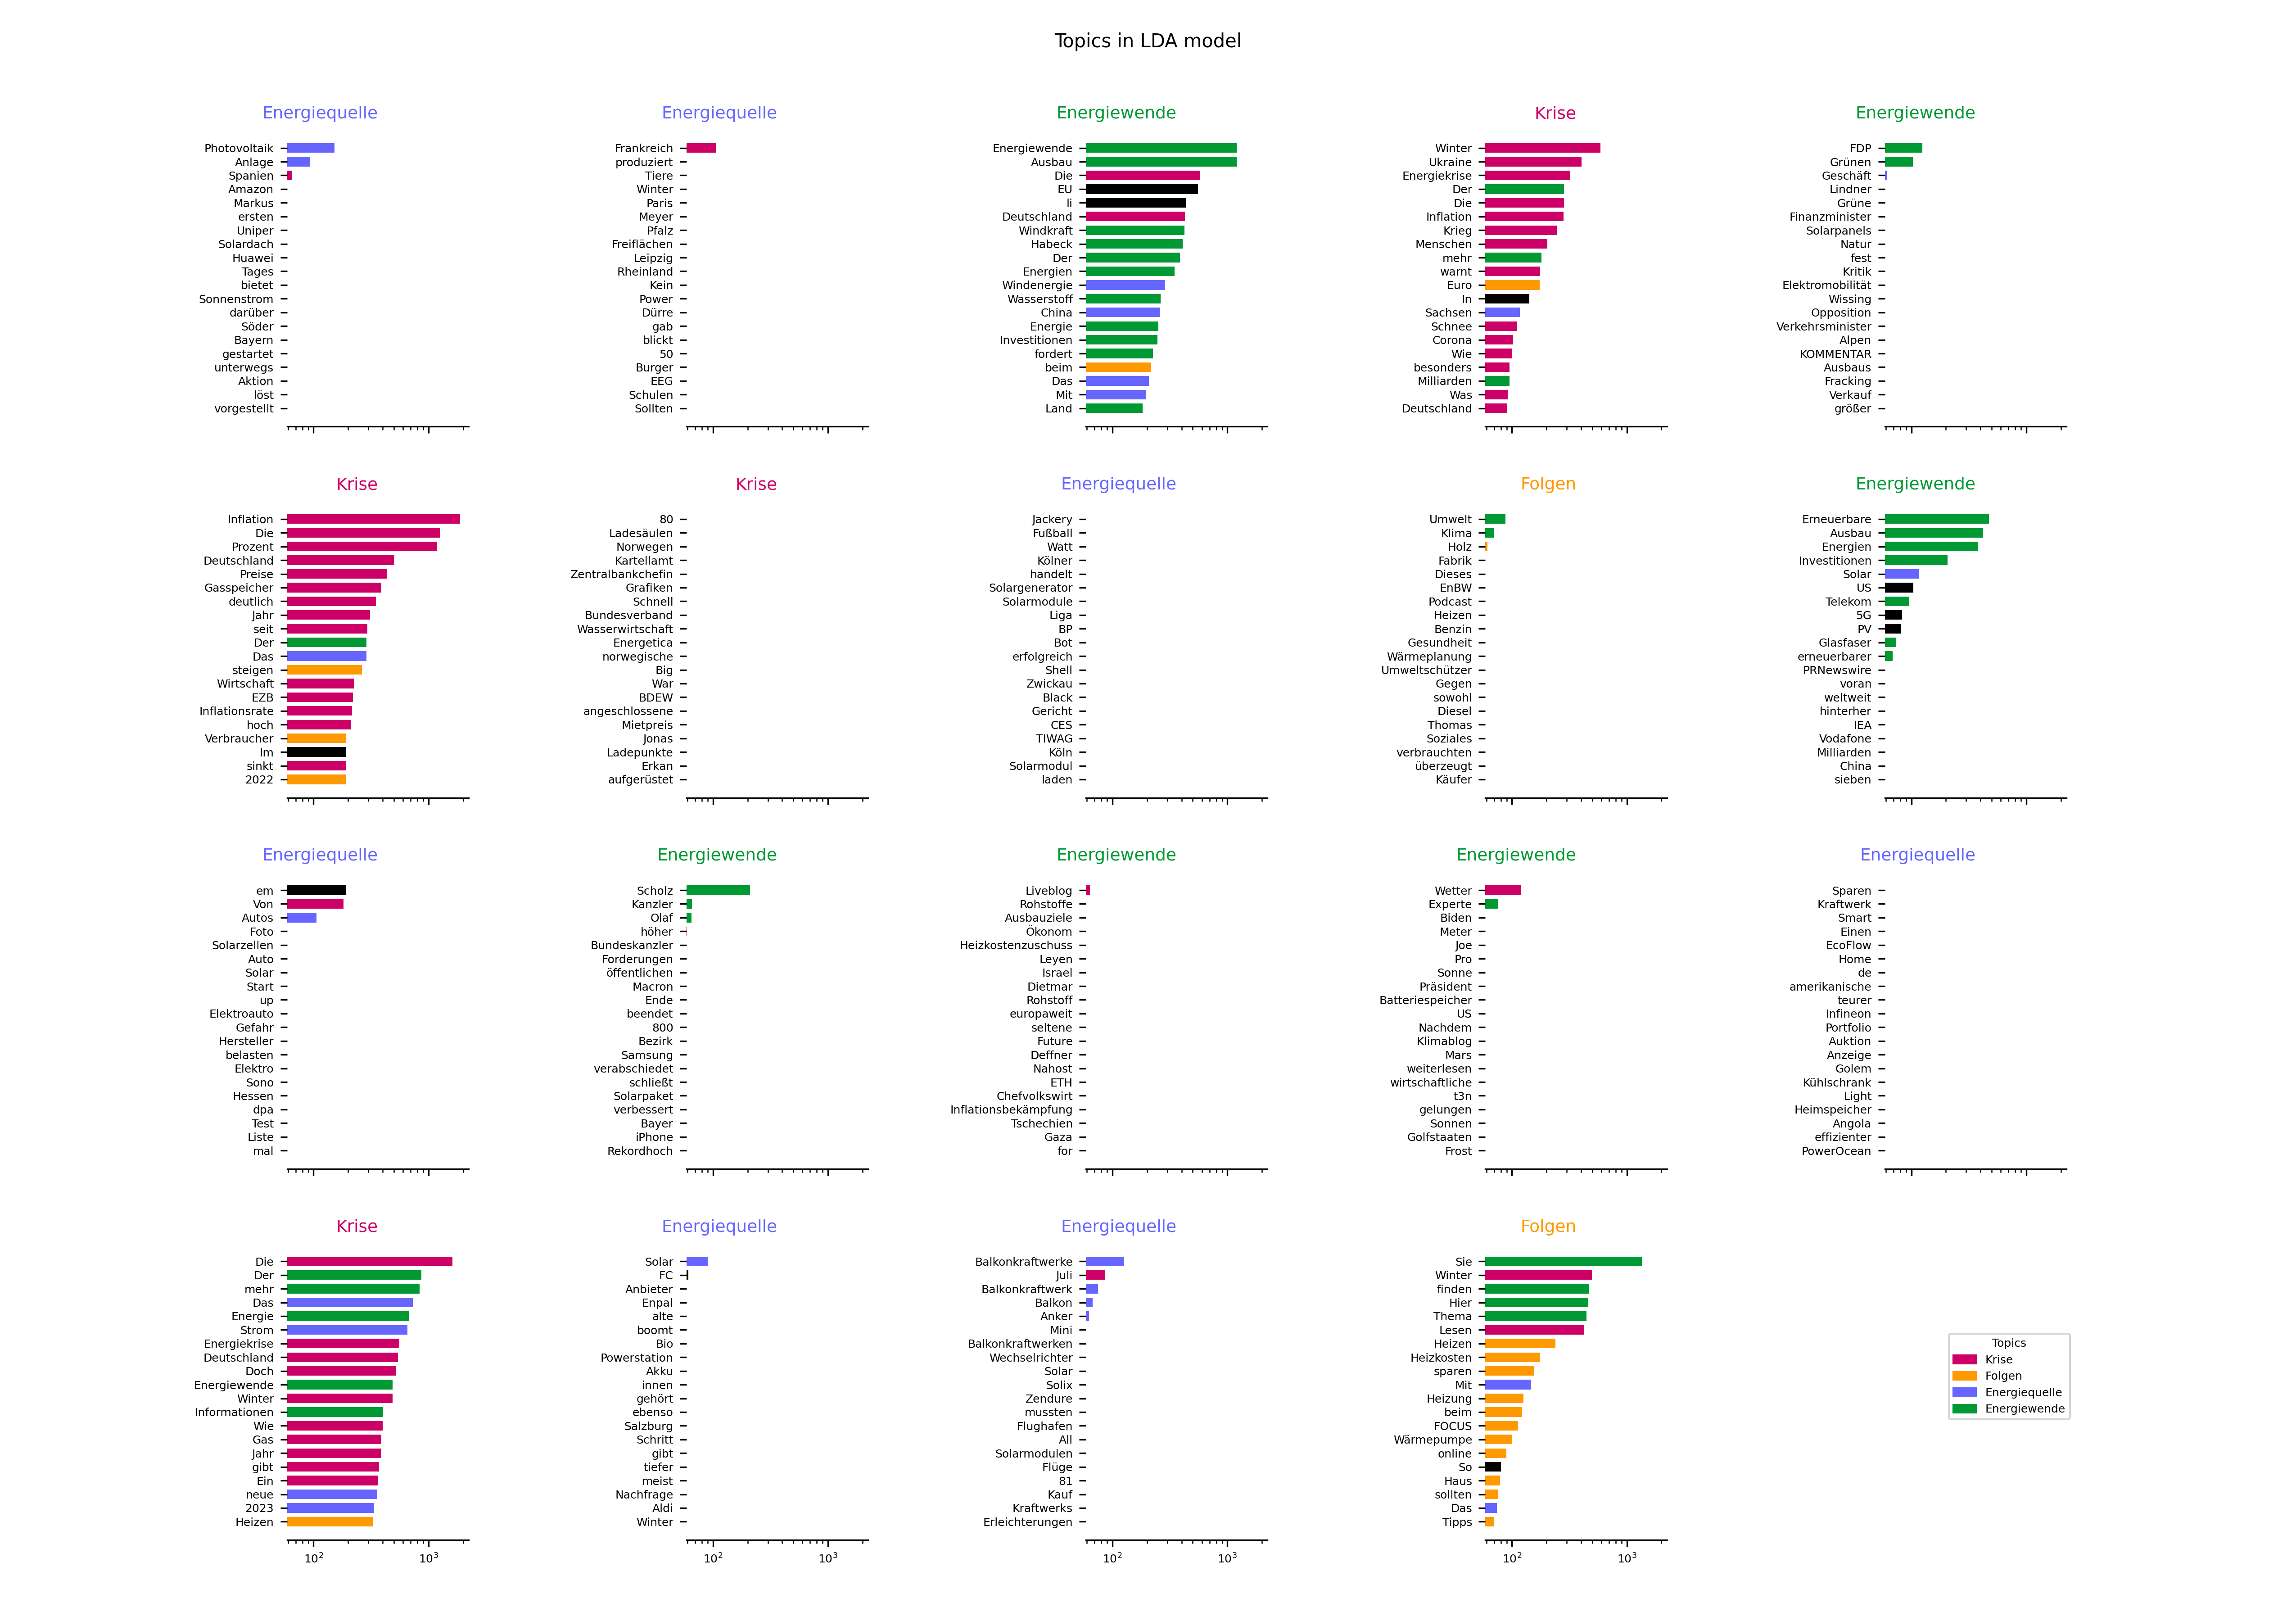 Topics in LDA model
Energiequelle
Photovoltaik
Anlage
Spanien
Amazon
Markus
ersten
Uniper
Solardach
Huawei
Tages
bietet
Sonnenstrom
darüber
Söder
Bayern
gestartet
unterwegs
Aktion
löst
vorgestellt
Energiequelle
Frankreich
produziert
Tiere
Winter
Paris
Meyer
Pfalz
Freiflächen
Leipzig
Rheinland
Kein
Power
Dürre
gab
blickt
50
Burger
EEG
Schulen
Sollten
Energiewende
Energiewende
Ausbau
Die
EU
Deutschland
Windkraft
Habeck
Der
Energien
Windenergie
Wasserstoff
China
Energie
Investitionen
fordert
beim
Das
Mit
Land
Krise
Winter
Ukraine
Energiekrise
Der
Die
Inflation
Krieg
Menschen
mehr
warnt
Euro
In
Sachsen
Schnee
Corona
Wie
besonders
Milliarden
Was
Deutschland
Energiewende
FDP
Grünen
Geschäft
Lindner
Grüne
Finanzminister
Solarpanels
Natur
fest
Kritik
Elektromobilität
Wissing
Opposition
Verkehrsminister
Alpen
KOMMENTAR
Ausbaus
Fracking
Verkauf
größer
Krise
Inflation
Die
Prozent
Deutschland
Preise
Gasspeicher
deutlich
Jahr
seit
Der
Das
steigen
Wirtschaft
EZB
Inflationsrate
hoch
Verbraucher
Im
sinkt
2022
Krise
80
Ladesäulen
Norwegen
Kartellamt
Zentralbankchefin
Grafiken
Schnell
Bundesverband
Wasserwirtschaft
Energetica
norwegische
Big
War
BDEW
angeschlossene
Mietpreis
Jonas
Ladepunkte
Erkan
aufgerüstet
Energiequelle
Jackery
Fußball
Watt
Kölner
handelt
Solargenerator
Solarmodule
Liga
BP
Bot
erfolgreich
Shell
Zwickau
Black
Gericht
CES
TIWAG
Köln
Solarmodul
laden
Folgen
Umwelt
Klima
Holz
Fabrik
Dieses
EnBW
Podcast
Heizen
Benzin
Gesundheit
Wärmeplanung
Umweltschützer
Gegen
sowohl
Diesel
Thomas
Soziales
verbrauchten
überzeugt
Käufer
Energiewende
Erneuerbare
Ausbau
Energien
Investitionen
Solar
US
Telekom
5G
PV
Glasfaser
erneuerbarer
PRNewswire
voran
weltweit
hinterher
IEA
Vodafone
Milliarden
China
sieben
Energiequelle
em
Von
Autos
Foto
Solarzellen
Auto
Solar
Start
up
Elektroauto
Gefahr
Hersteller
belasten
Elektro
Sono
Hessen
dpa
Test
Liste
mal
Energiewende
Scholz
Kanzler
Olaf
höher
Bundeskanzler
Forderungen
öffentlichen
Macron
Ende
beendet
800
Bezirk
Samsung
verabschiedet
schließt
Solarpaket
verbessert
Bayer
iPhone
Rekordhoch
Energiewende
Liveblog
Rohstoffe
Ausbauziele
Ökonom
Heizkostenzuschuss
Leyen
Israel
Dietmar
Rohstoff
europaweit
seltene
Future
Deffner
Nahost
ETH
Chefvolkswirt
Inflationsbekämpfung
Tschechien
Gaza
for
Energiewende
Wetter
Experte
Biden
Meter
Joe
Pro
Sonne
Präsident
Batteriespeicher
US
Nachdem
Klimablog
Mars
weiterlesen
wirtschaftliche
t3n
gelungen
Sonnen
Golfstaaten
Frost
Energiequelle
Sparen
Kraftwerk
Smart
Einen
EcoFlow
Home
de
amerikanische
teurer
Infineon
Portfolio
Auktion
Anzeige
Golem
Kühlschrank
Light
Heimspeicher
Angola
effizienter
PowerOcean
Krise
Die
Der
mehr
Das
Energie
Strom
Energiekrise
Deutschland
Doch
Energiewende
Winter
Informationen
Wie
Gas
Jahr
gibt
Ein
neue
2023
Heizen
10² 10³
Energiequelle
Solar
FC
Anbieter
Enpal
alte
boomt
Bio
Powerstation
Akku
innen
gehört
ebenso
Salzburg
Schritt
gibt
tiefer
meist
Nachfrage
Aldi
Winter
10² 10³
Energiequelle
Balkonkraftwerke
Juli
Balkonkraftwerk
Balkon
Anker
Mini
Balkonkraftwerken
Wechselrichter
Solar
Solix
Zendure
mussten
Flughafen
All
Solarmodulen
Flüge
81
Kauf
Kraftwerks
Erleichterungen
10² 10³
Folgen
Sie
Winter
finden
Hier
Thema
Lesen
Heizen
Heizkosten
sparen
Mit
Heizung
beim
FOCUS
Wärmepumpe
online
So
Haus
sollten
Das
Tipps
10² 10³
Topics
Krise
Folgen
Energiequelle
Energiewende